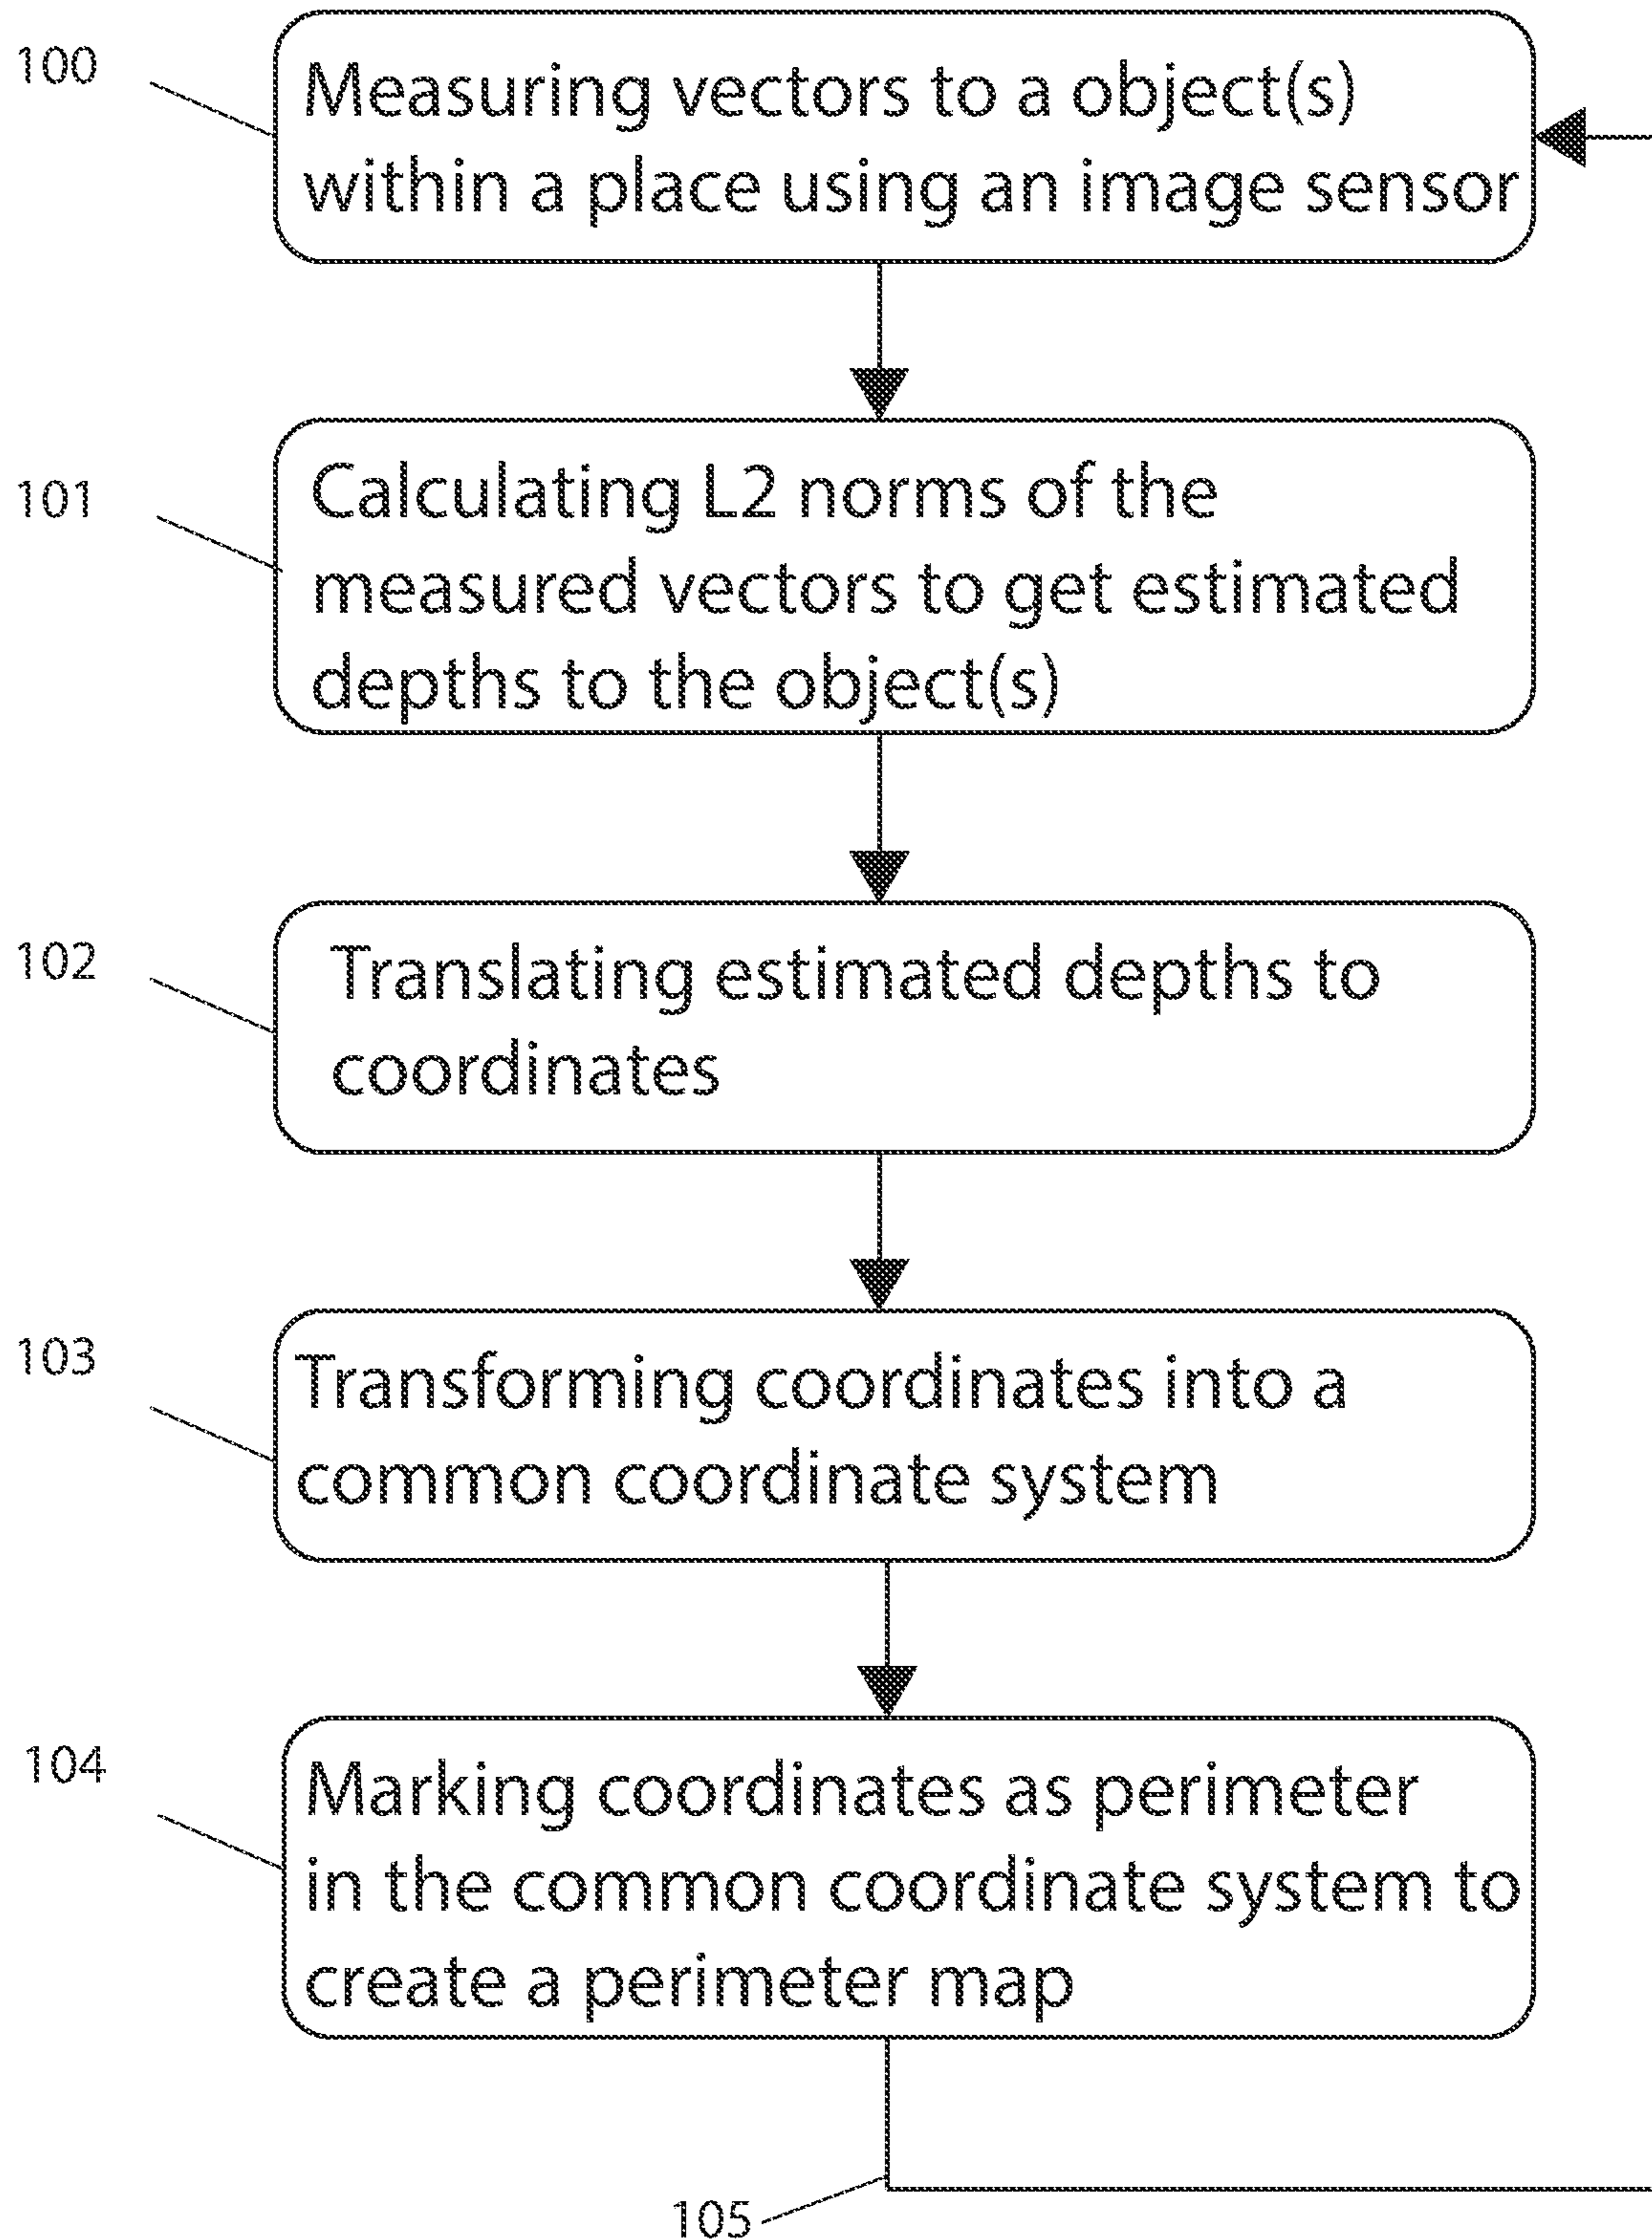 100
Measuring vectors to a object(s)
within a place using an image sensor
101
Calculating L2 norms of the
measured vectors to get estimated
depths to the object(s)
102
Translating estimated depths to
coordinates
103
Transforming coordinates into a
common coordinate system
104
Marking coordinates as perimeter
in the common coordinate system to
create a perimeter map
105